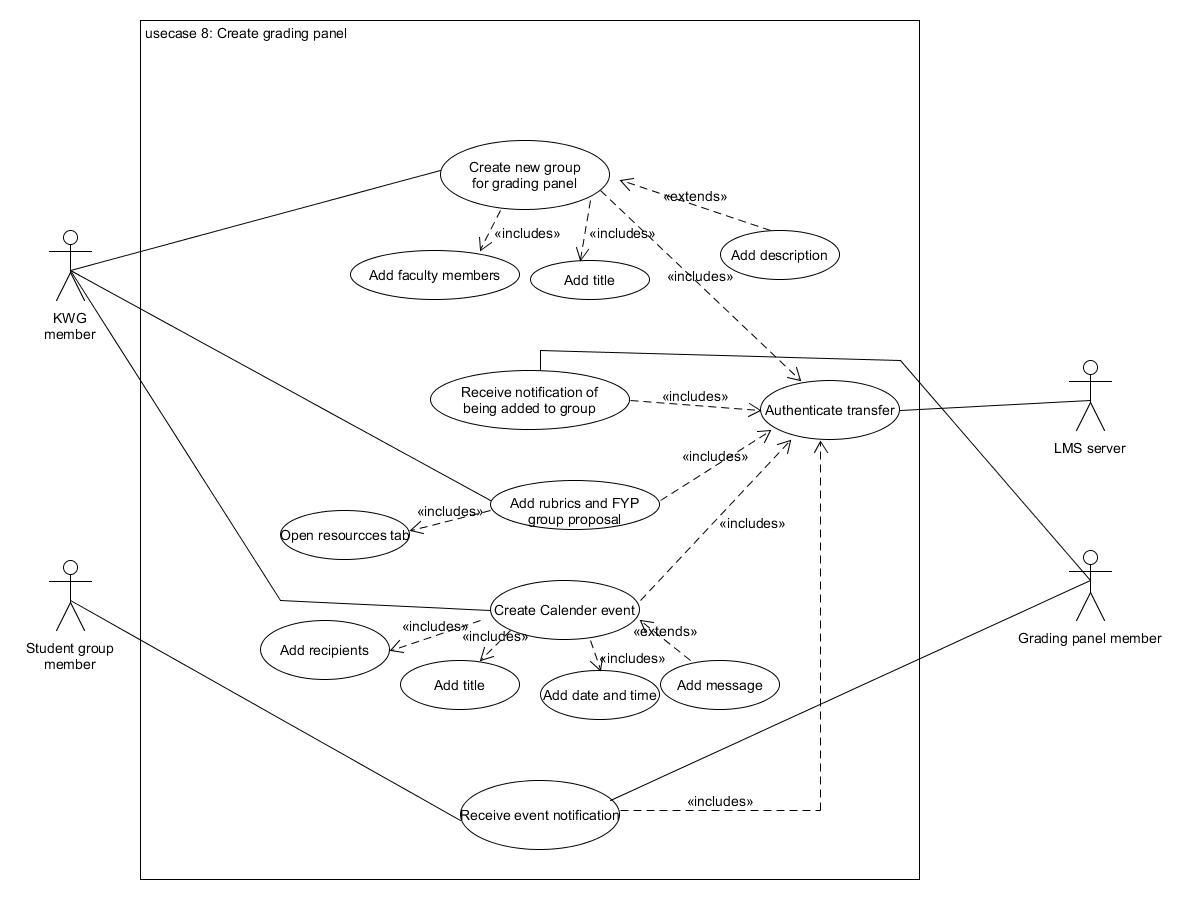 usecase 8: Create grading panel
Create new group
for grading panel
«extends»
«includes»
«includes»
Add description
Add faculty members
Add title
«includes»
KWG
member
Receive notification of
being added to group
«includes»
Authenticate transfer
LMS server
«includes»
Add rubrics and FYP
group proposal
«includes»
Open resourcces tab
«includes»
Create Calender event
«includes»
«includes»
«extends»
Add recipients
«includes»
Add title
Add date and time
Add message
Student group
member
Grading panel member
«includes»
Receive event notification